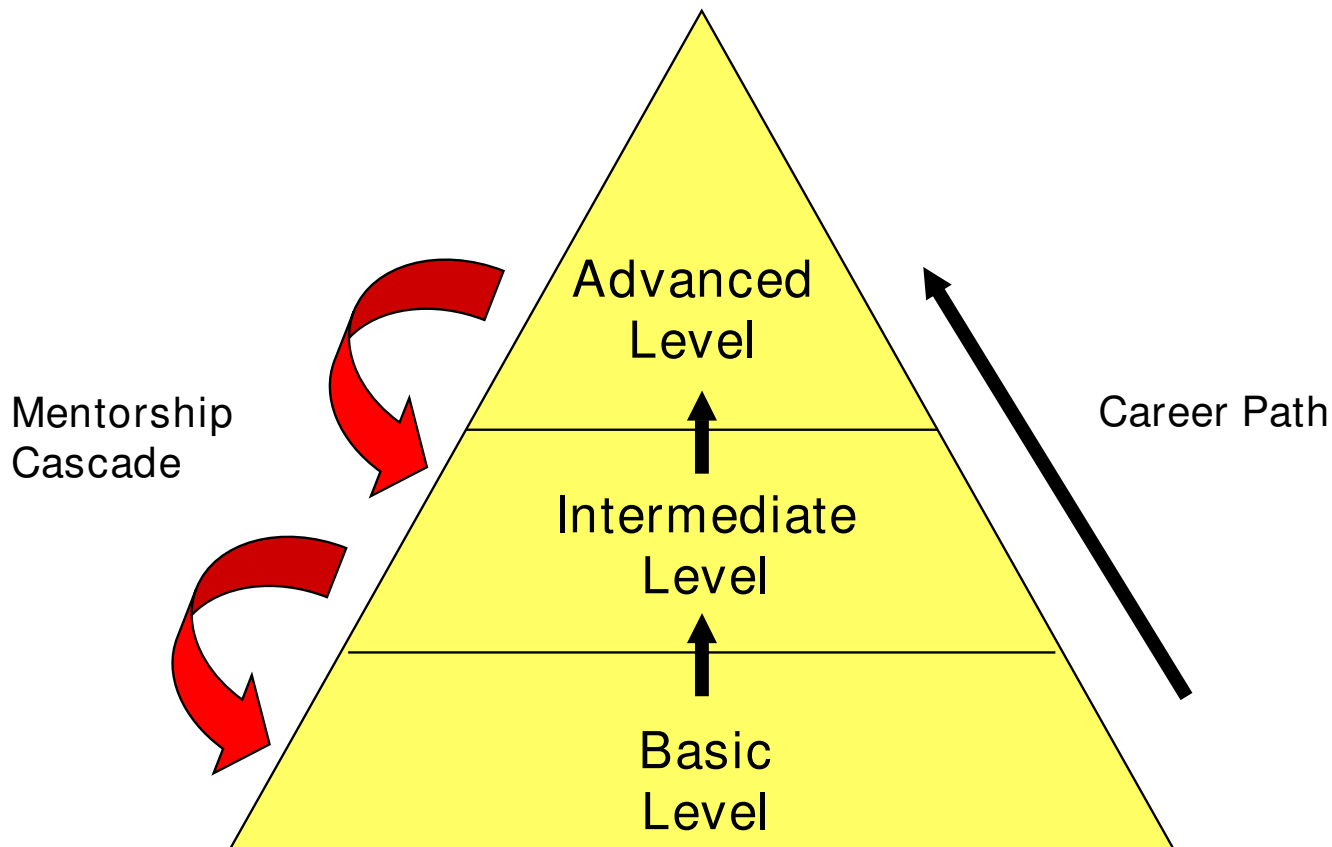 Advanced
Level
Mentorship
Cascade
Career Path
Intermediate
Level
Basic
Level